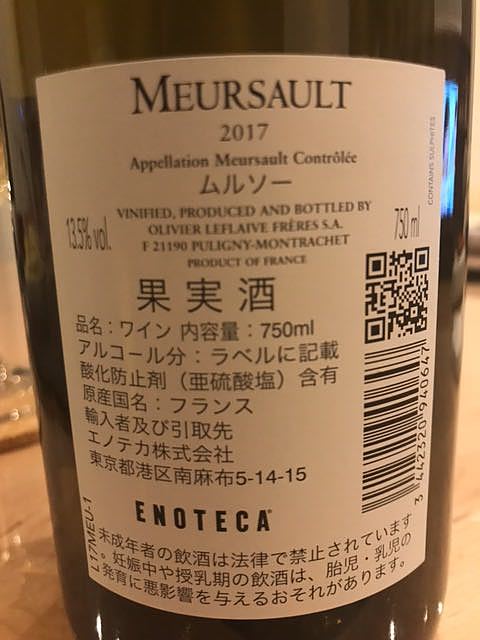 MEURSAULT
2017
Appellation Meursault Contrôlée
ムルソー
VINIFIED, PRODUCED AND BOTTLED BY
OLIVIER LEFLAIVE FRÈRES S.A.
F 21190 PULIGNY-MONTRACHET
PRODUCT OF FRANCE
13.5% vol.
750 ml
CONTAINS SULPHITES
果実酒
品名：ワイン 内容量：750ml
アルコール分：ラベルに記載
酸化防止剤（亜硫酸塩）含有
原産国名：フランス
輸入者及び引取先
エノテカ株式会社
東京都港区南麻布5-14-15
3 442320 940647
ENOTECA
L17MEU-1
未成年者の飲酒は法律で禁止されています
。妊娠中や授乳期の飲酒は、胎児・乳児の
発育に悪影響を与えるおそれがあります。